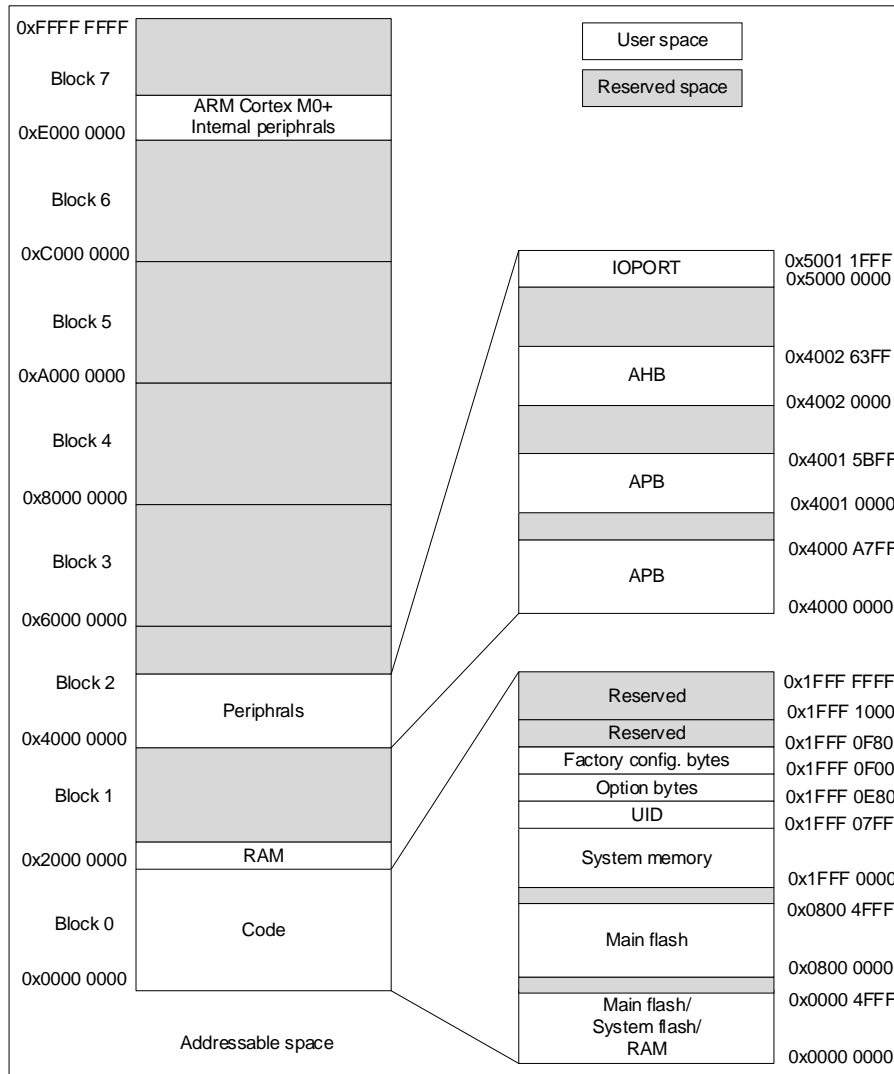 0xFFFF FFFF
Block 7
ARM Cortex M0+
Internal periphrals
0xE000 0000
Block 6
0xC000 0000
Block 5
0xA000 0000
Block 4
0x8000 0000
Block 3
0x6000 0000
Block 2
Periphrals
0x4000 0000
Block 1
0x2000 0000
RAM
Block 0
Code
0x0000 0000
Addressable space
User space
Reserved space
IOPORT
0x5001 1FFF
0x5000 0000
0x4002 63FF
AHB
0x4002 0000
0x4001 5BFF
APB
0x4001 0000
0x4000 A7FF
APB
0x4000 0000
0x1FFF FFFF
Reserved
0x1FFF 1000
Reserved
0x1FFF 0F80
Factory config. bytes
0x1FFF 0F00
Option bytes
0x1FFF 0E80
UID
0x1FFF 07FF
System memory
0x1FFF 0000
0x0800 4FFF
Main flash
0x0800 0000
0x0000 4FFF
Main flash/
System flash/
RAM
0x0000 0000